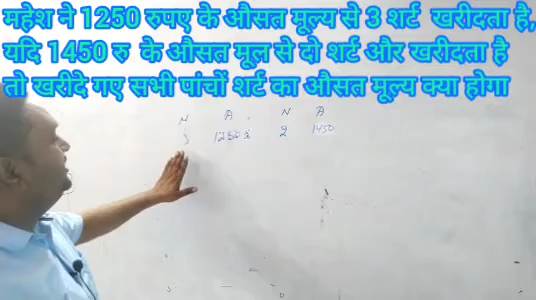 महेश ने 1250 रुपए के औसत मूल्य से 3 शर्ट खरीदता है,
यदि 1450 रु के औसत मूल से दो शर्ट और खरीदता है
तो खरीदे गए सभी पांचों शर्ट का औसत मूल्य क्या होगा
N A N A
3 1250 2 1450